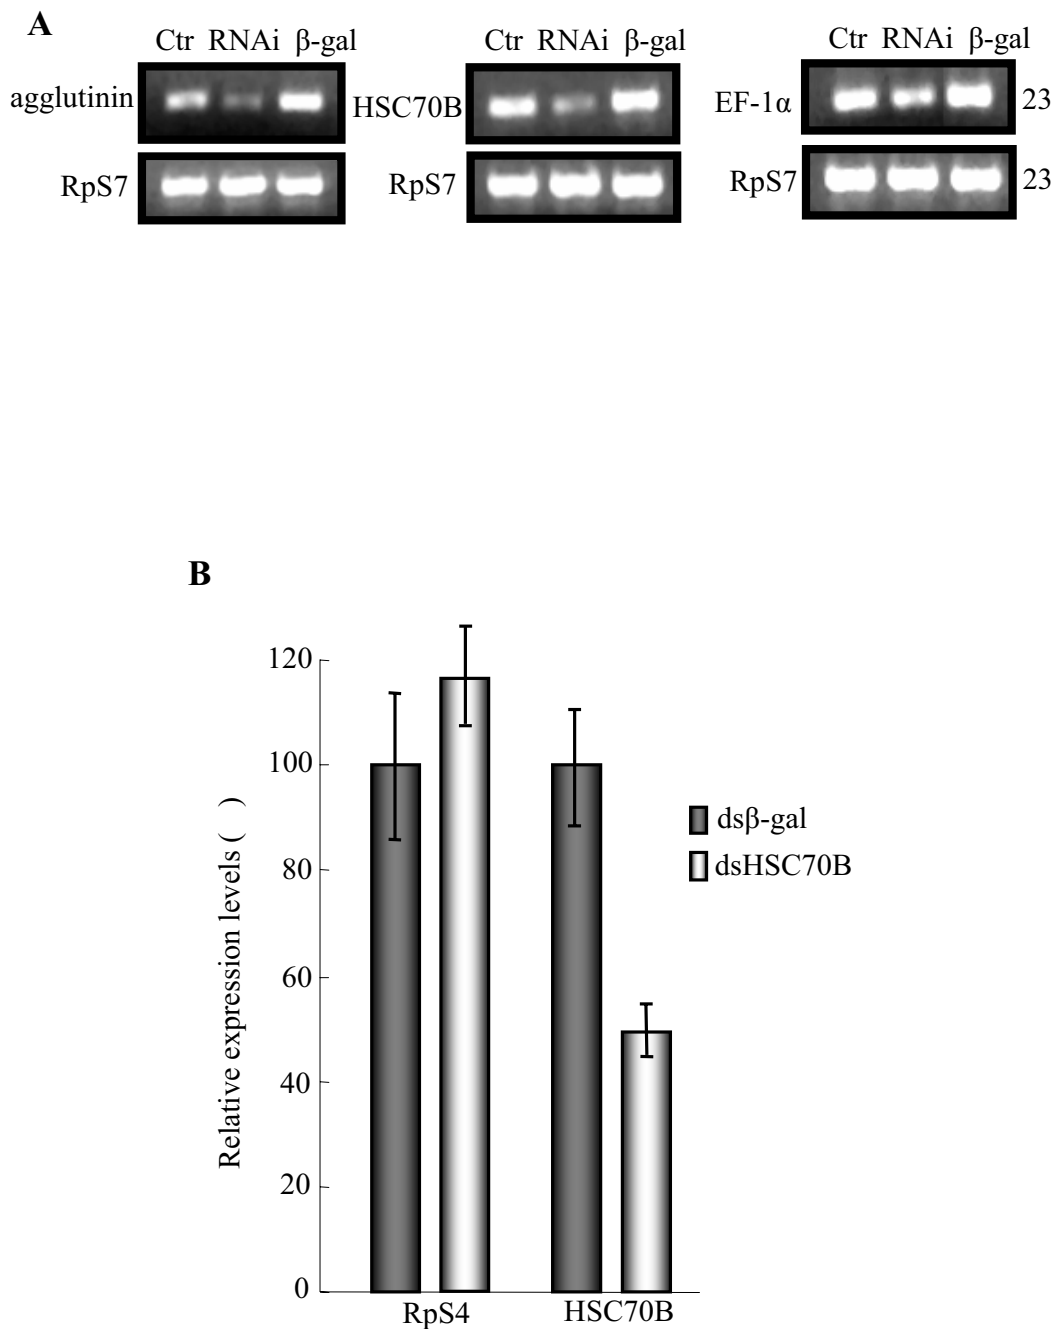 A
Ctr RNAi β-gal
agglutinin
RpS7
Ctr RNAi β-gal
HSC70B
RpS7
Ctr RNAi β-gal
EF-1α 23
RpS7 23
B
Relative expression levels ( )
120
100
80
60
40
20
0
RpS4 HSC70B
dsβ-gal
dsHSC70B